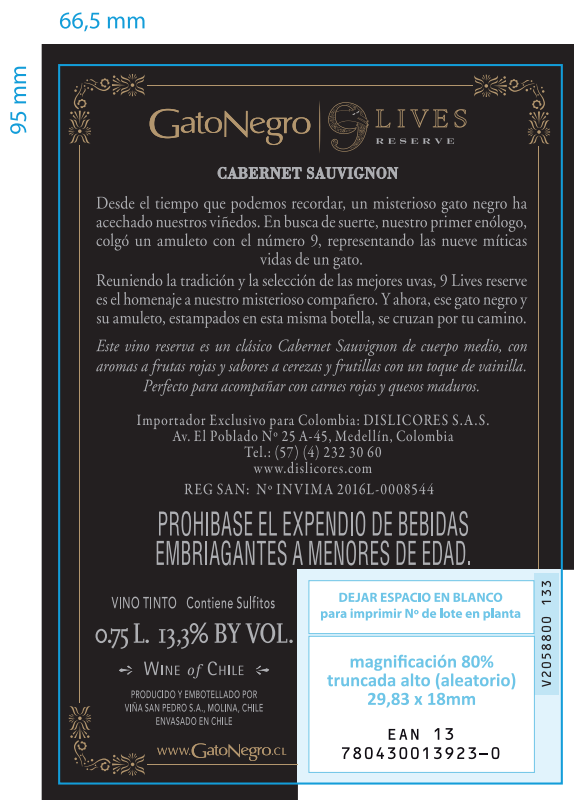 66,5 mm
95 mm
GatoNegro 9 LIVES
RESERVE
CABERNET SAUVIGNON
Desde el tiempo que podemos recordar, un misterioso gato negro ha
acechado nuestros viñedos. En busca de suerte, nuestro primer enólogo,
colgó un amuleto con el número 9, representando las nueve míticas
vidas de un gato.
Reuniendo la tradición y la selección de las mejores uvas, 9 Lives reserve
es el homenaje a nuestro misterioso compañero. Y ahora, ese gato negro y
su amuleto, estampados en esta misma botella, se cruzan por tu camino.
Este vino reserva es un clásico Cabernet Sauvignon de cuerpo medio, con
aromas a frutas rojas y sabores a cerezas y frutillas con un toque de vainilla.
Perfecto para acompañar con carnes rojas y quesos maduros.
Importador Exclusivo para Colombia: DISLICORES S.A.S.
Av. El Poblado Nº 25 A-45, Medellín, Colombia
Tel.: (57) (4) 232 30 60
www.dislicores.com
REG SAN: Nº INVIMA 2016L-0008544
PROHIBASE EL EXPENDIO DE BEBIDAS
EMBRIAGANTES A MENORES DE EDAD.
VINO TINTO Contiene Sulfitos
0.75 L. 13,3% BY VOL.
WINE of CHILE
PRODUCIDO Y EMBOTELLADO POR
VIÑA SAN PEDRO S.A., MOLINA, CHILE
ENVASADO EN CHILE
www.GatoNegro.cl
DEJAR ESPACIO EN BLANCO
para imprimir Nº de lote en planta
V2058800 133
magnificación 80%
truncada alto (aleatorio)
29,83 x 18mm
EAN 13
780430013923-0